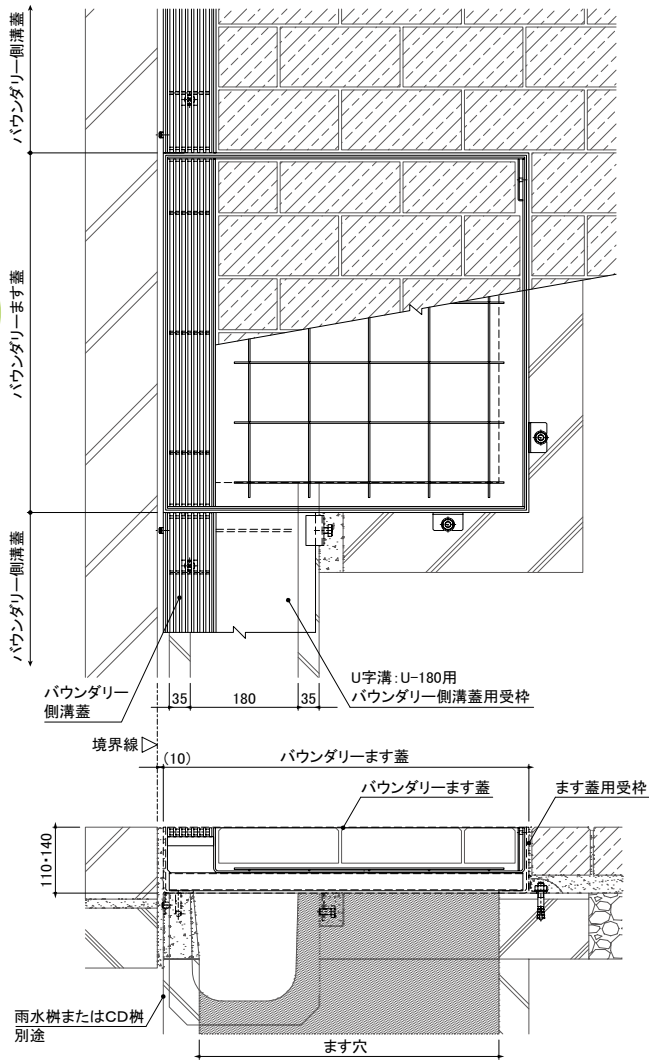 バウンダリー側溝蓋
バウンダリーます蓋
バウンダリー側溝蓋
バウンダリー
側溝蓋
35
180
35
U字溝:U-180用
バウンダリー側溝蓋用受枠
境界線
(10)
バウンダリーます蓋
バウンダリーます蓋
ます蓋用受枠
110・140
雨水桝またはCD桝
別途
ます穴